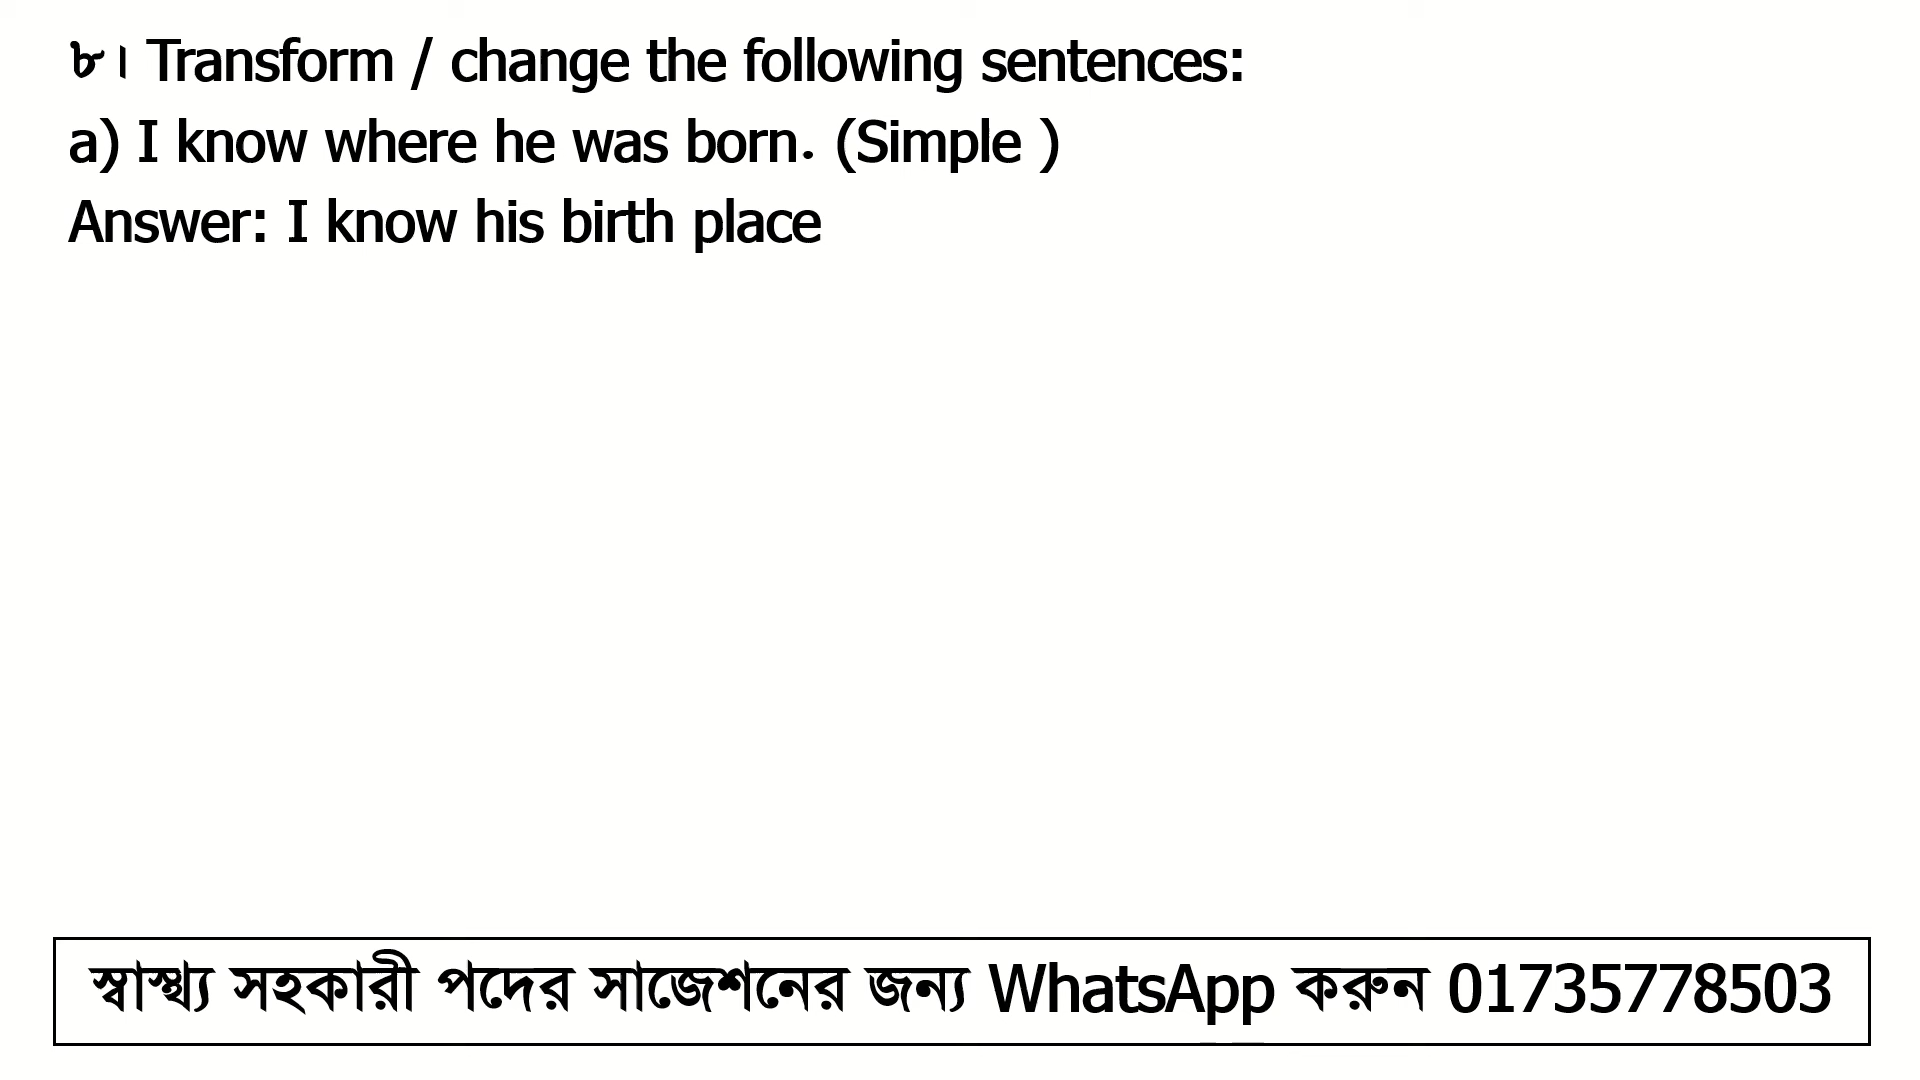 ৮। Transform / change the following sentences:
a) I know where he was born. (Simple )
Answer: I know his birth place
স্বাস্থ্য সহকারী পদের সাজেশনের জন্য WhatsApp করুন 01735778503